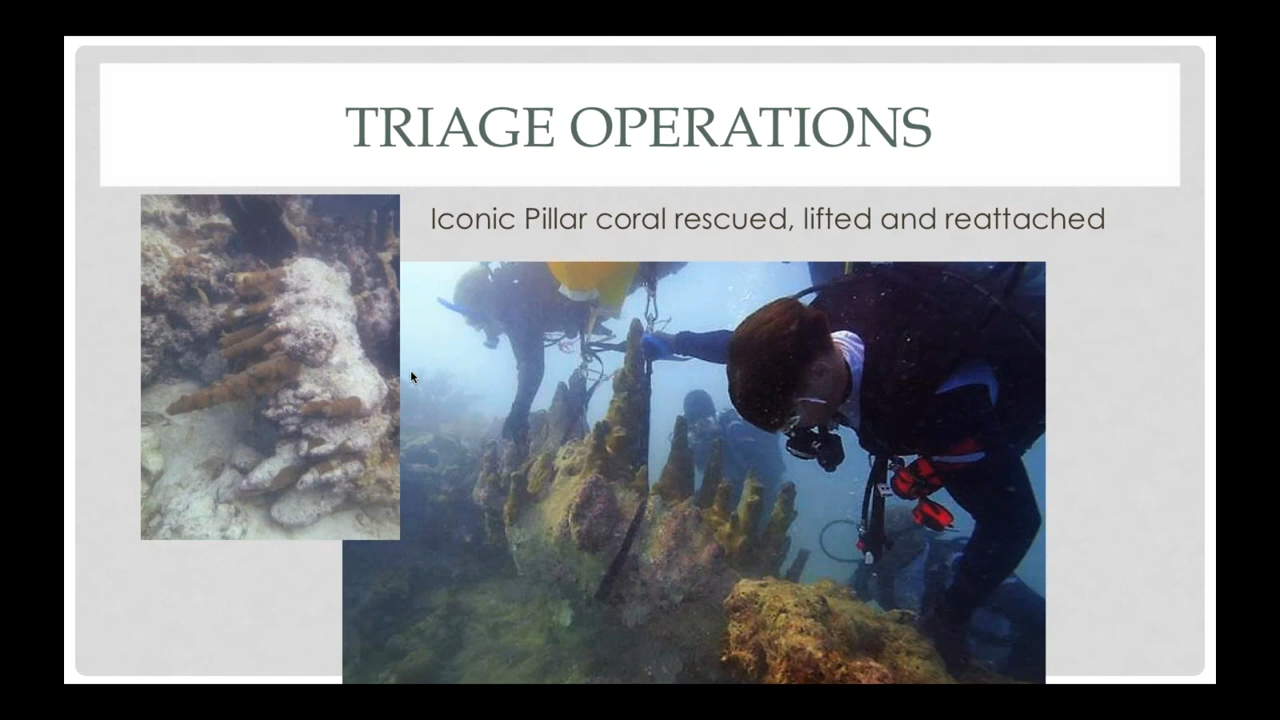 TRIAGE OPERATIONS
Iconic Pillar coral rescued, lifted and reattached